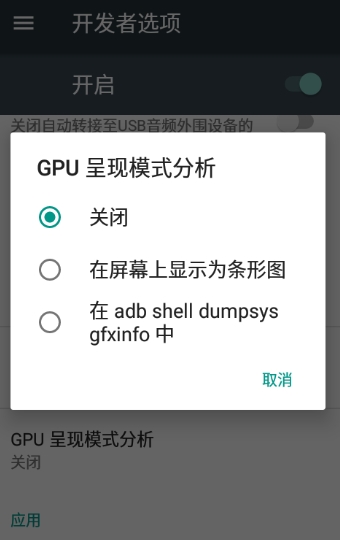 开发者选项
开启
关闭自动转接至USB音频外围设备的
GPU 呈现模式分析
关闭
在屏幕上显示为条形图
在 adb shell dumpsys
gfxinfo 中
取消
GPU 呈现模式分析
关闭
应用